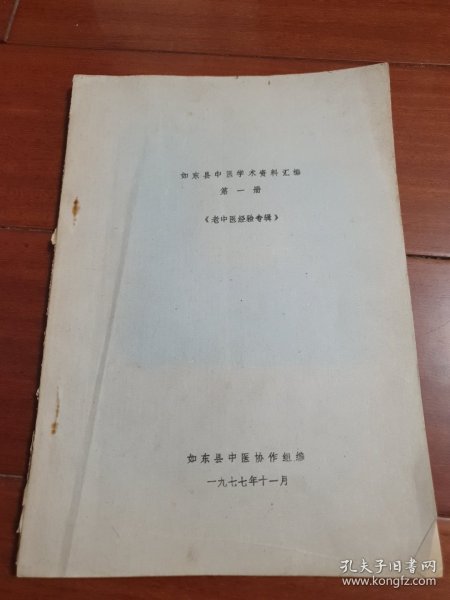 如东县中医学术资料汇编
第一册
《老中医经验专辑》
如东县中医协作组编
一九七七年十一月
孔夫子旧书网
www.kongfz.com